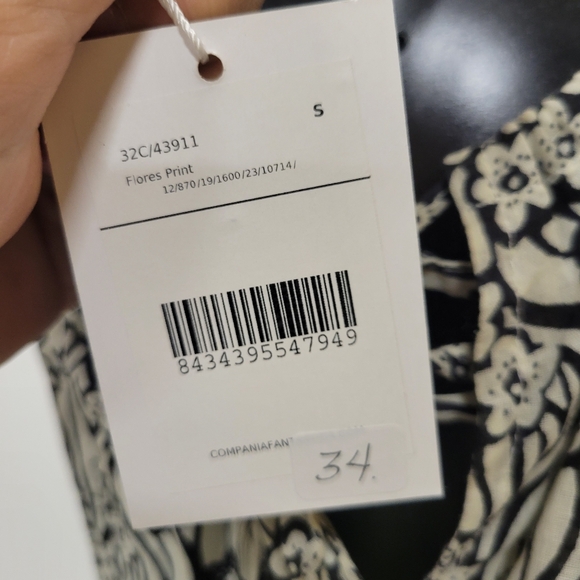 S
32C/43911
Flores Print
12/870/19/1600/23/10714/
8434395547949
COMPANIAFANT
34.